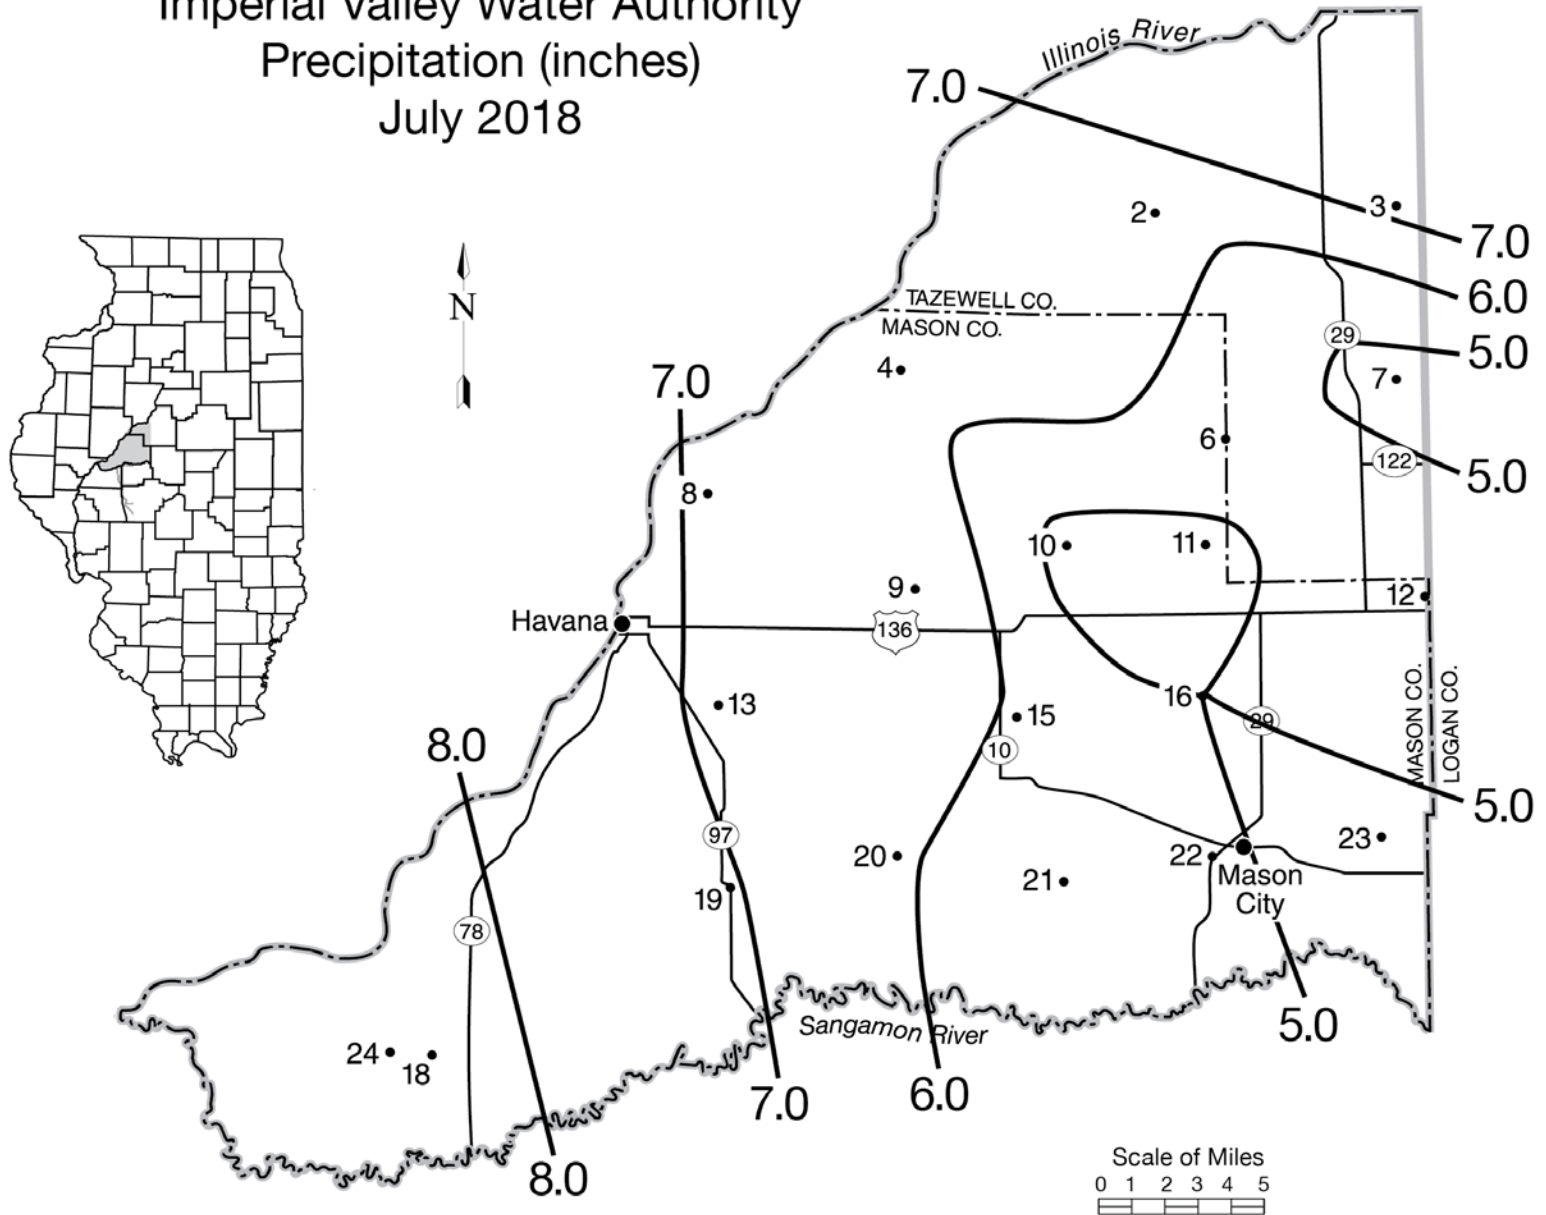 Imperial Valley Water Authority
Precipitation (inches)
July 2018
Illinois River
7.0
2
3
7.0
6.0
N
TAZEWELL CO.
MASON CO.
29
5.0
4
7
7.0
6
122
5.0
8
10
11
9
12
Havana
136
MASON CO.
LOGAN CO.
16
13
15
29
8.0
10
5.0
97
20
22
23
21
Mason
City
19
78
Sangamon River
5.0
24
18
7.0
6.0
8.0
Scale of Miles
0 1 2 3 4 5